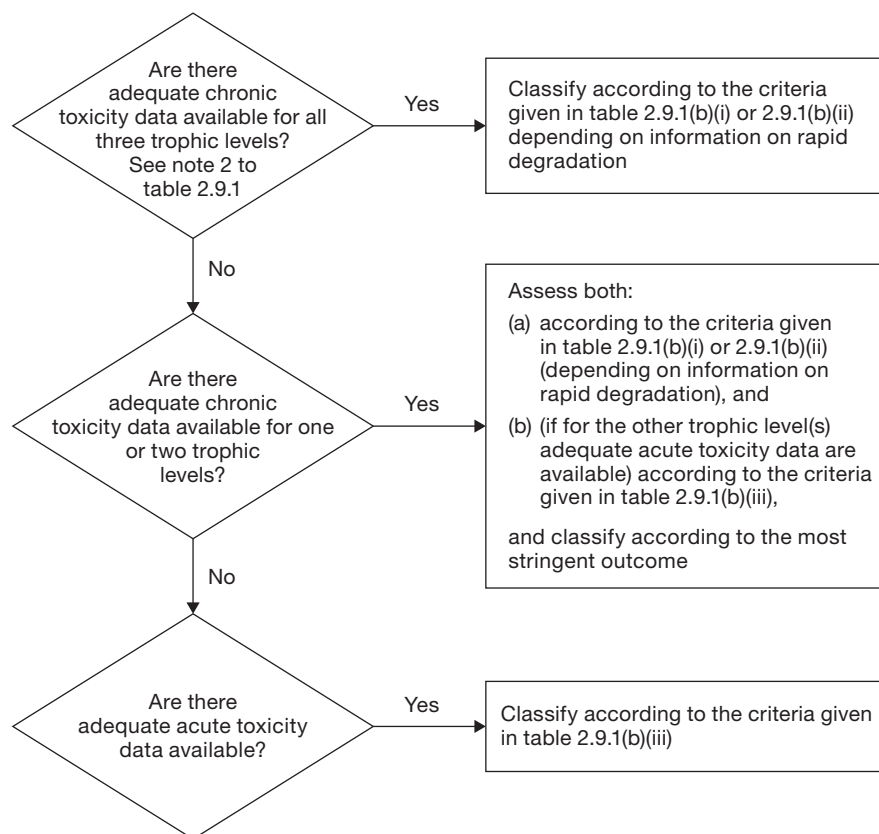 Are there
adequate chronic
toxicity data available for all
three trophic levels?
See note 2 to
table 2.9.1
Yes
Classify according to the criteria
given in table 2.9.1(b)(i) or 2.9.1(b)(ii)
depending on information on rapid
degradation
No
Are there
adequate chronic
toxicity data available for one
or two trophic
levels?
Yes
Assess both:
(a) according to the criteria given
in table 2.9.1(b)(i) or 2.9.1(b)(ii)
(depending on information on
rapid degradation), and
(b) (if for the other trophic level(s)
adequate acute toxicity data are
available) according to the criteria
given in table 2.9.1(b)(iii),
and classify according to the most
stringent outcome
No
Are there
adequate acute toxicity
data available?
Yes
Classify according to the criteria given
in table 2.9.1(b)(iii)